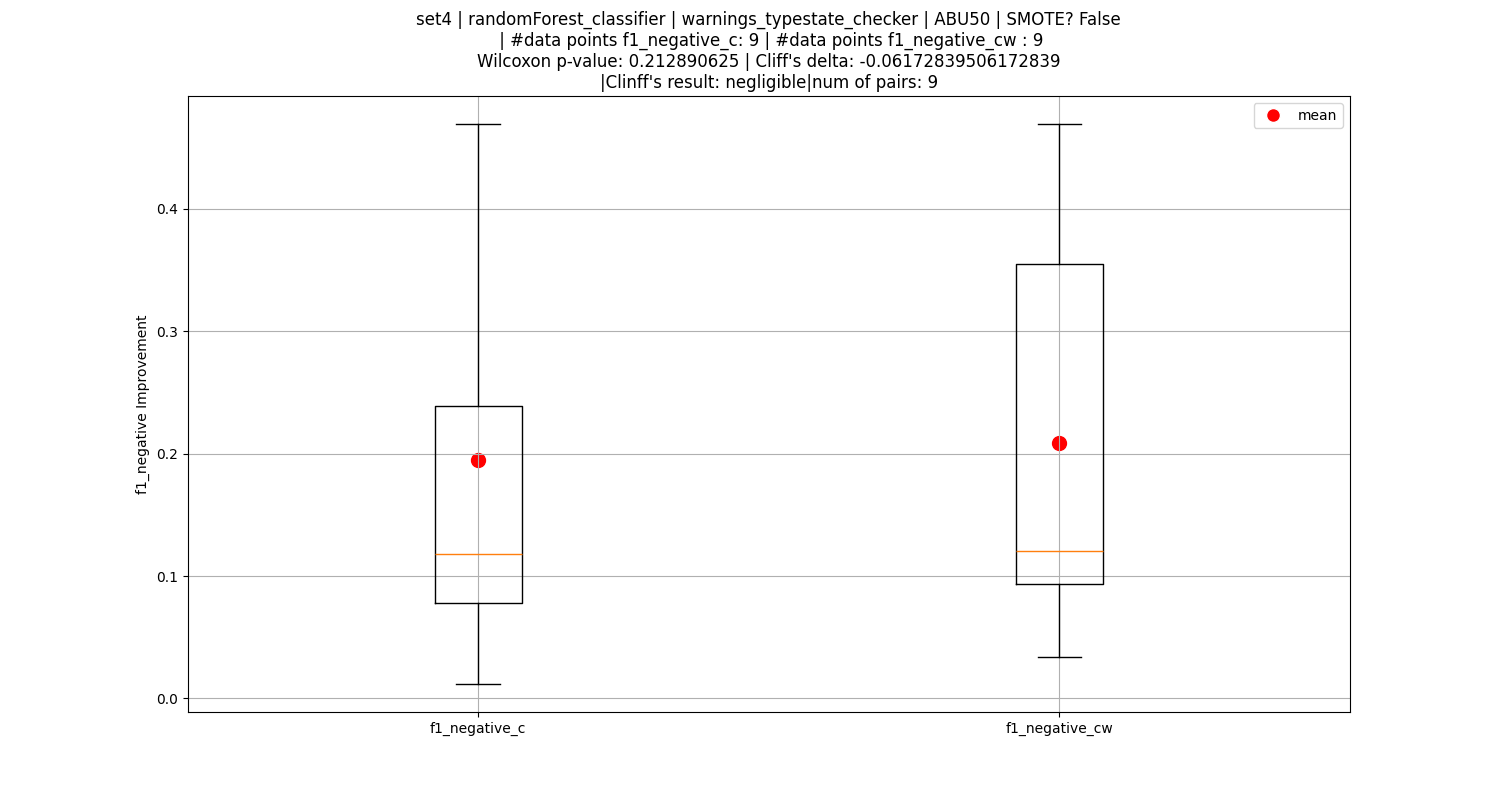 set4 | randomForest_classifier | warnings_typestate_checker | ABU50 | SMOTE? False
| #data points f1_negative_c: 9 | #data points f1_negative_cw : 9
Wilcoxon p-value: 0.212890625 | Cliff's delta: -0.06172839506172839
|Clinff's result: negligible|num of pairs: 9
mean
0.4
0.3
0.2
0.1
0.0
f1_negative Improvement
f1_negative_c
f1_negative_cw